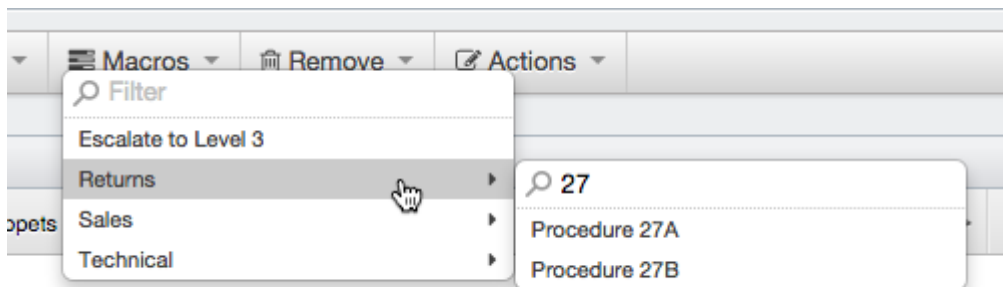 Macros Remove Actions
Filter
Escalate to Level 3
Returns
27
Sales
Procedure 27A
Technical
Procedure 27B